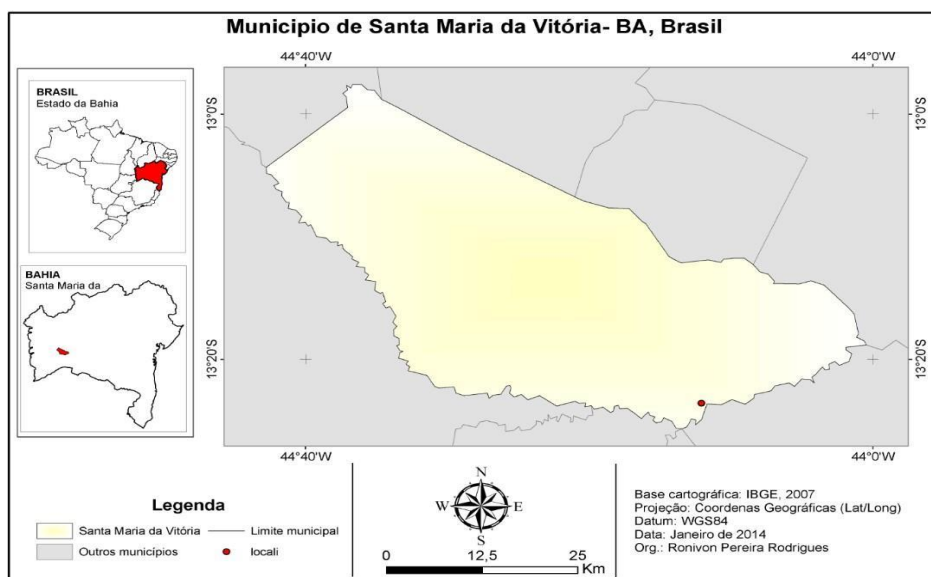 Municipio de Santa Maria da Vitória- BA, Brasil
44°40'W
44°0'W
BRASIL
Estado da Bahia
13°0'S
13°0'S
BAHIA
Santa Maria da
13°20'S
13°20'S
44°40'W
44°0'W
Legenda
Santa Maria da Vitória
Limite municipal
Outros municípios
locali
N
W
E
S
0
12,5
25
Km
Base cartográfica: IBGE, 2007
Projeção: Coordenas Geográficas (Lat/Long)
Datum: WGS84
Data: Janeiro de 2014
Org.: Ronivon Pereira Rodrigues